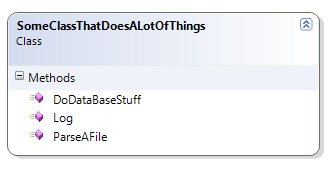 SomeClassThatDoesALotOfThings
Class
Methods
DoDataBaseStuff
Log
ParseAFile